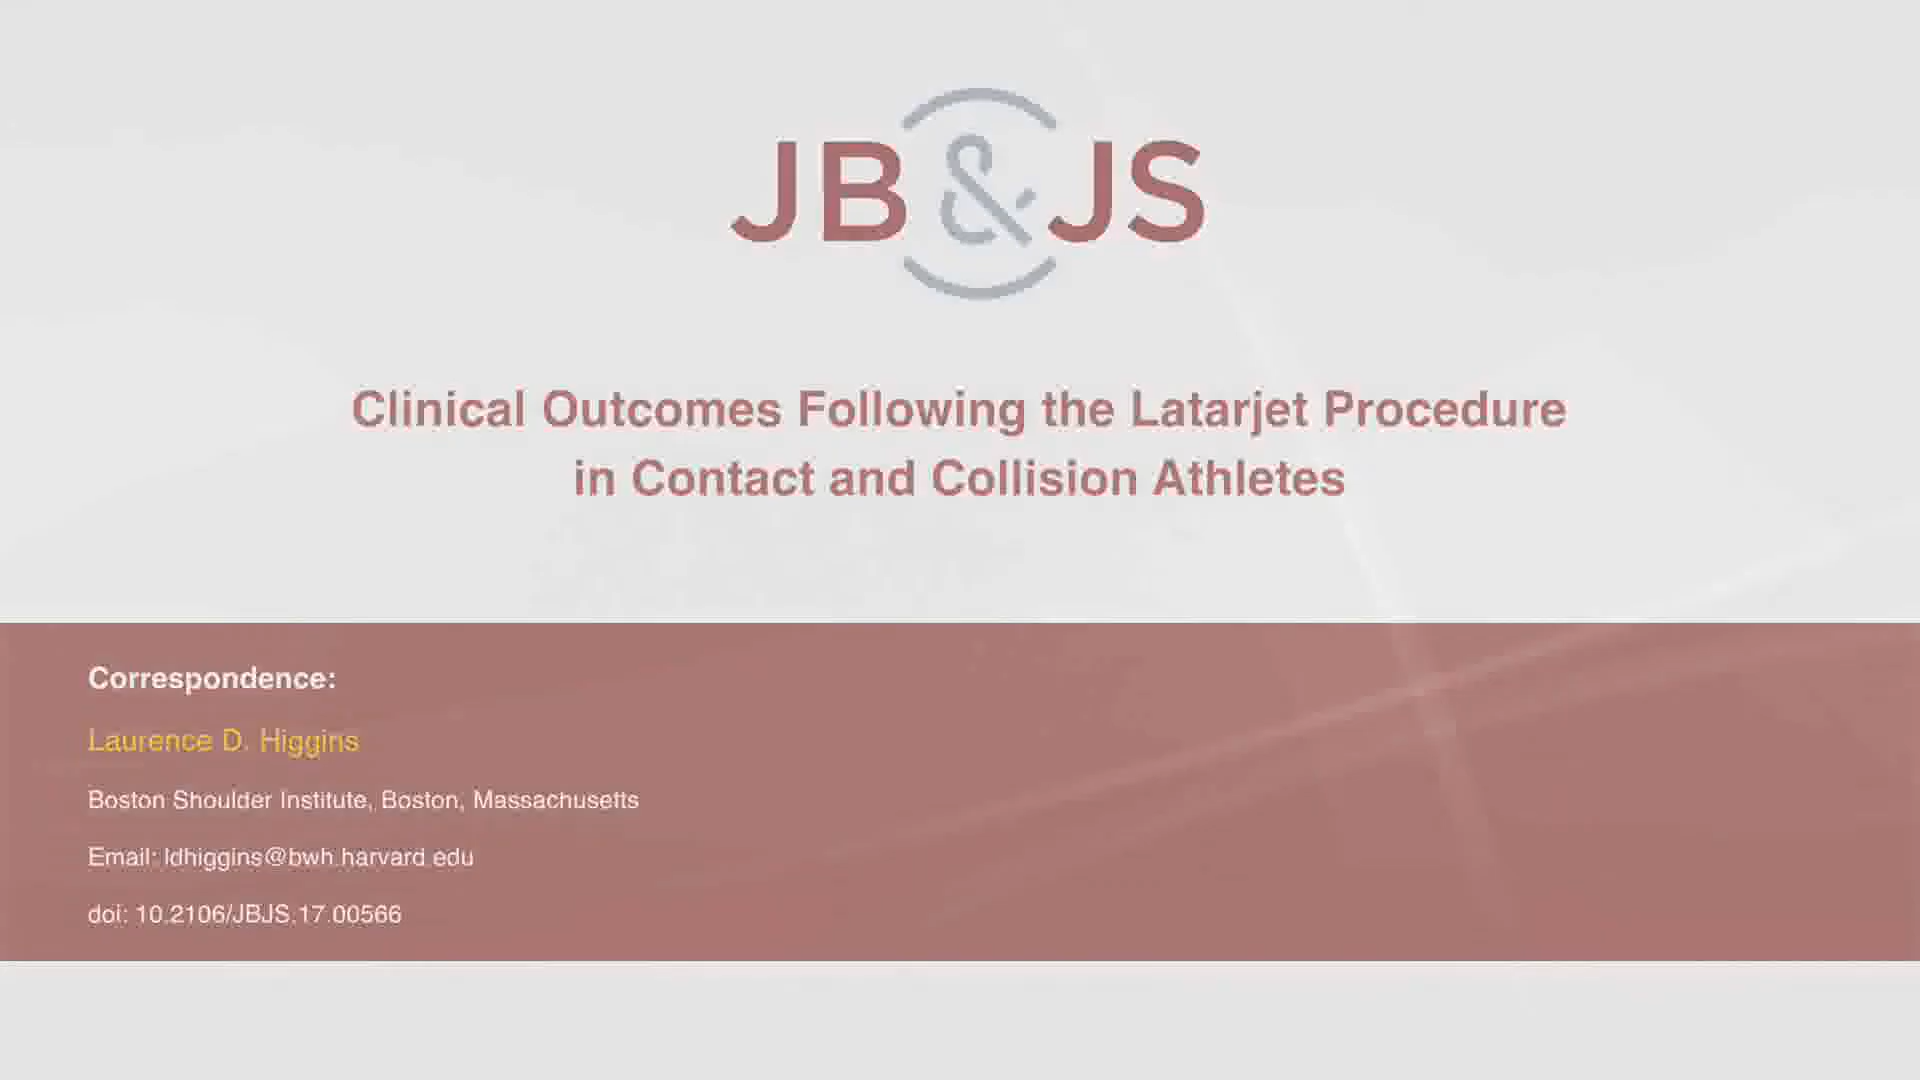 JB&JS
Clinical Outcomes Following the Latarjet Procedure
in Contact and Collision Athletes
Correspondence:
Laurence D. Higgins
Boston Shoulder Institute, Boston, Massachusetts
Email: ldhiggins@bwh.harvard.edu
doi: 10.2106/JBJS.17.00566